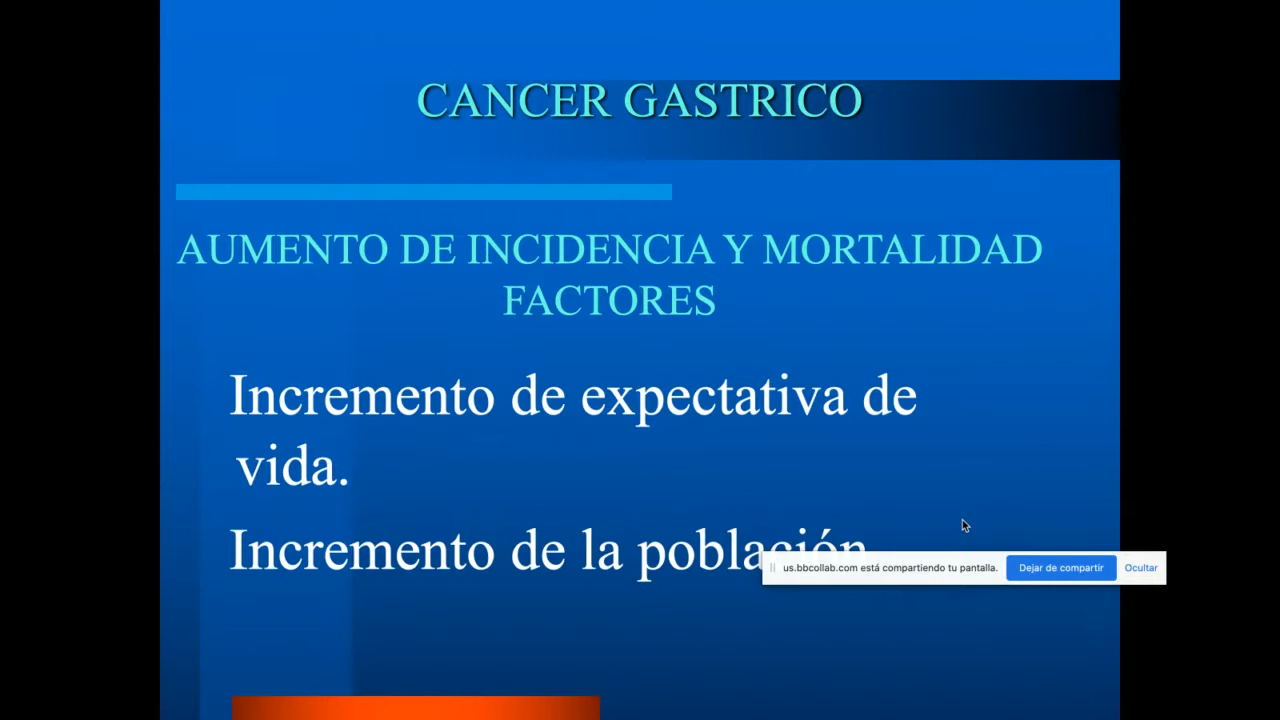 CANCER GASTRICO
AUMENTO DE INCIDENCIA Y MORTALIDAD
FACTORES
Incremento de expectativa de
vida.
Incremento de la población
us.bbcollab.com está compartiendo tu pantalla. Dejar de compartir Ocultar